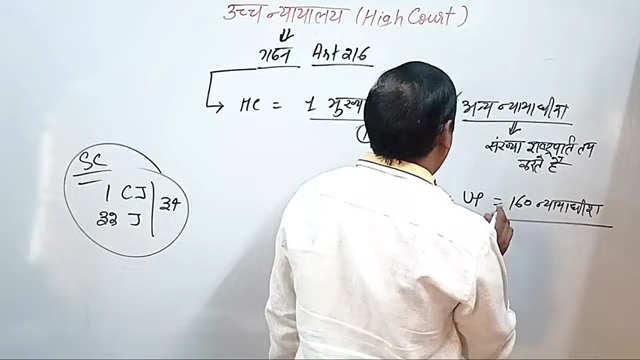 उच्च न्यायालय (High Court)
गठन Art 216
HC = 1 मुख्य अन्य न्यायाधीश
संख्या राष्ट्रपति तय
करते हैं
SC
1 CJ
33 J
34
UP = 160 न्यायाधीश